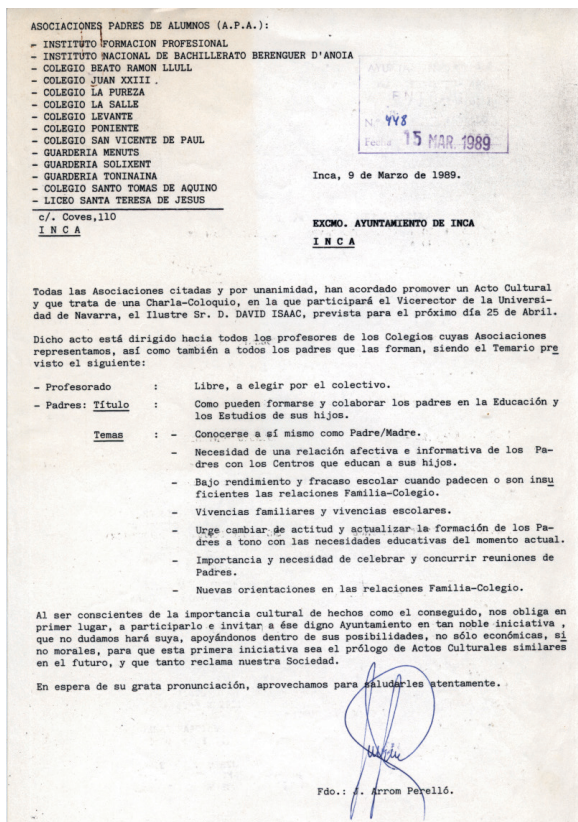 ASOCIACIONES PADRES DE ALUMNOS (A.P.A.):
- INSTITUTO FORMACION PROFESIONAL
- INSTITUTO NACIONAL DE BACHILLERATO BERENGUER D'ANOIA
- COLEGIO BEATO RAMON LLULL
- COLEGIO JUAN XXIII .
- COLEGIO LA PUREZA
- COLEGIO LA SALLE
- COLEGIO LEVANTE
- COLEGIO PONIENTE
- COLEGIO SAN VICENTE DE PAUL
- GUARDERIA MENUTS
- GUARDERIA SOLIXENT
- GUARDERIA TONINAINA
- COLEGIO SANTO TOMAS DE AQUINO
- LICEO SANTA TERESA DE JESUS
c/. Coves,110
I N C A
N.º 448
Fecha 15 MAR. 1989
Inca, 9 de Marzo de 1989.
EXCMO. AYUNTAMIENTO DE INCA
I N C A
Todas las Asociaciones citadas y por unanimidad, han acordado promover un Acto Cultural
y que trata de una Charla-Coloquio, en la que participará el Vicerector de la Universi-
dad de Navarra, el Ilustre Sr. D. DAVID ISAAC, prevista para el próximo día 25 de Abril.
Dicho acto está dirigido hacia todos los profesores de los Colegios cuyas Asociaciones
representamos, así como también a todos los padres que las forman, siendo el Temario pre
visto el siguiente:
- Profesorado : Libre, a elegir por el colectivo.
- Padres: Título : Como pueden formarse y colaborar los padres en la Educación y
los Estudios de sus hijos.
Temas : - Conocerse a sí mismo como Padre/Madre.
- Necesidad de una relación afectiva e informativa de los Pa-
dres con los Centros que educan a sus hijos.
- Bajo rendimiento y fracaso escolar cuando padecen o son insu
ficientes las relaciones Familia-Colegio.
- Vivencias familiares y vivencias escolares.
- Urge cambiar de actitud y actualizar la formación de los Pa-
dres a tono con las necesidades educativas del momento actual.
- Importancia y necesidad de celebrar y concurrir reuniones de
Padres.
- Nuevas orientaciones en las relaciones Familia-Colegio.
Al ser conscientes de la importancia cultural de hechos como el conseguido, nos obliga en
primer lugar, a participarlo e invitar a ése digno Ayuntamiento en tan noble iniciativa ,
que no dudamos hará suya, apoyándonos dentro de sus posibilidades, no sólo económicas, si
no morales, para que esta primera iniciativa sea el prólogo de Actos Culturales similares
en el futuro, y que tanto reclama nuestra Sociedad.
En espera de su grata pronunciación, aprovechamos para saludarles atentamente.
Fdo.: J. Arrom Perelló.